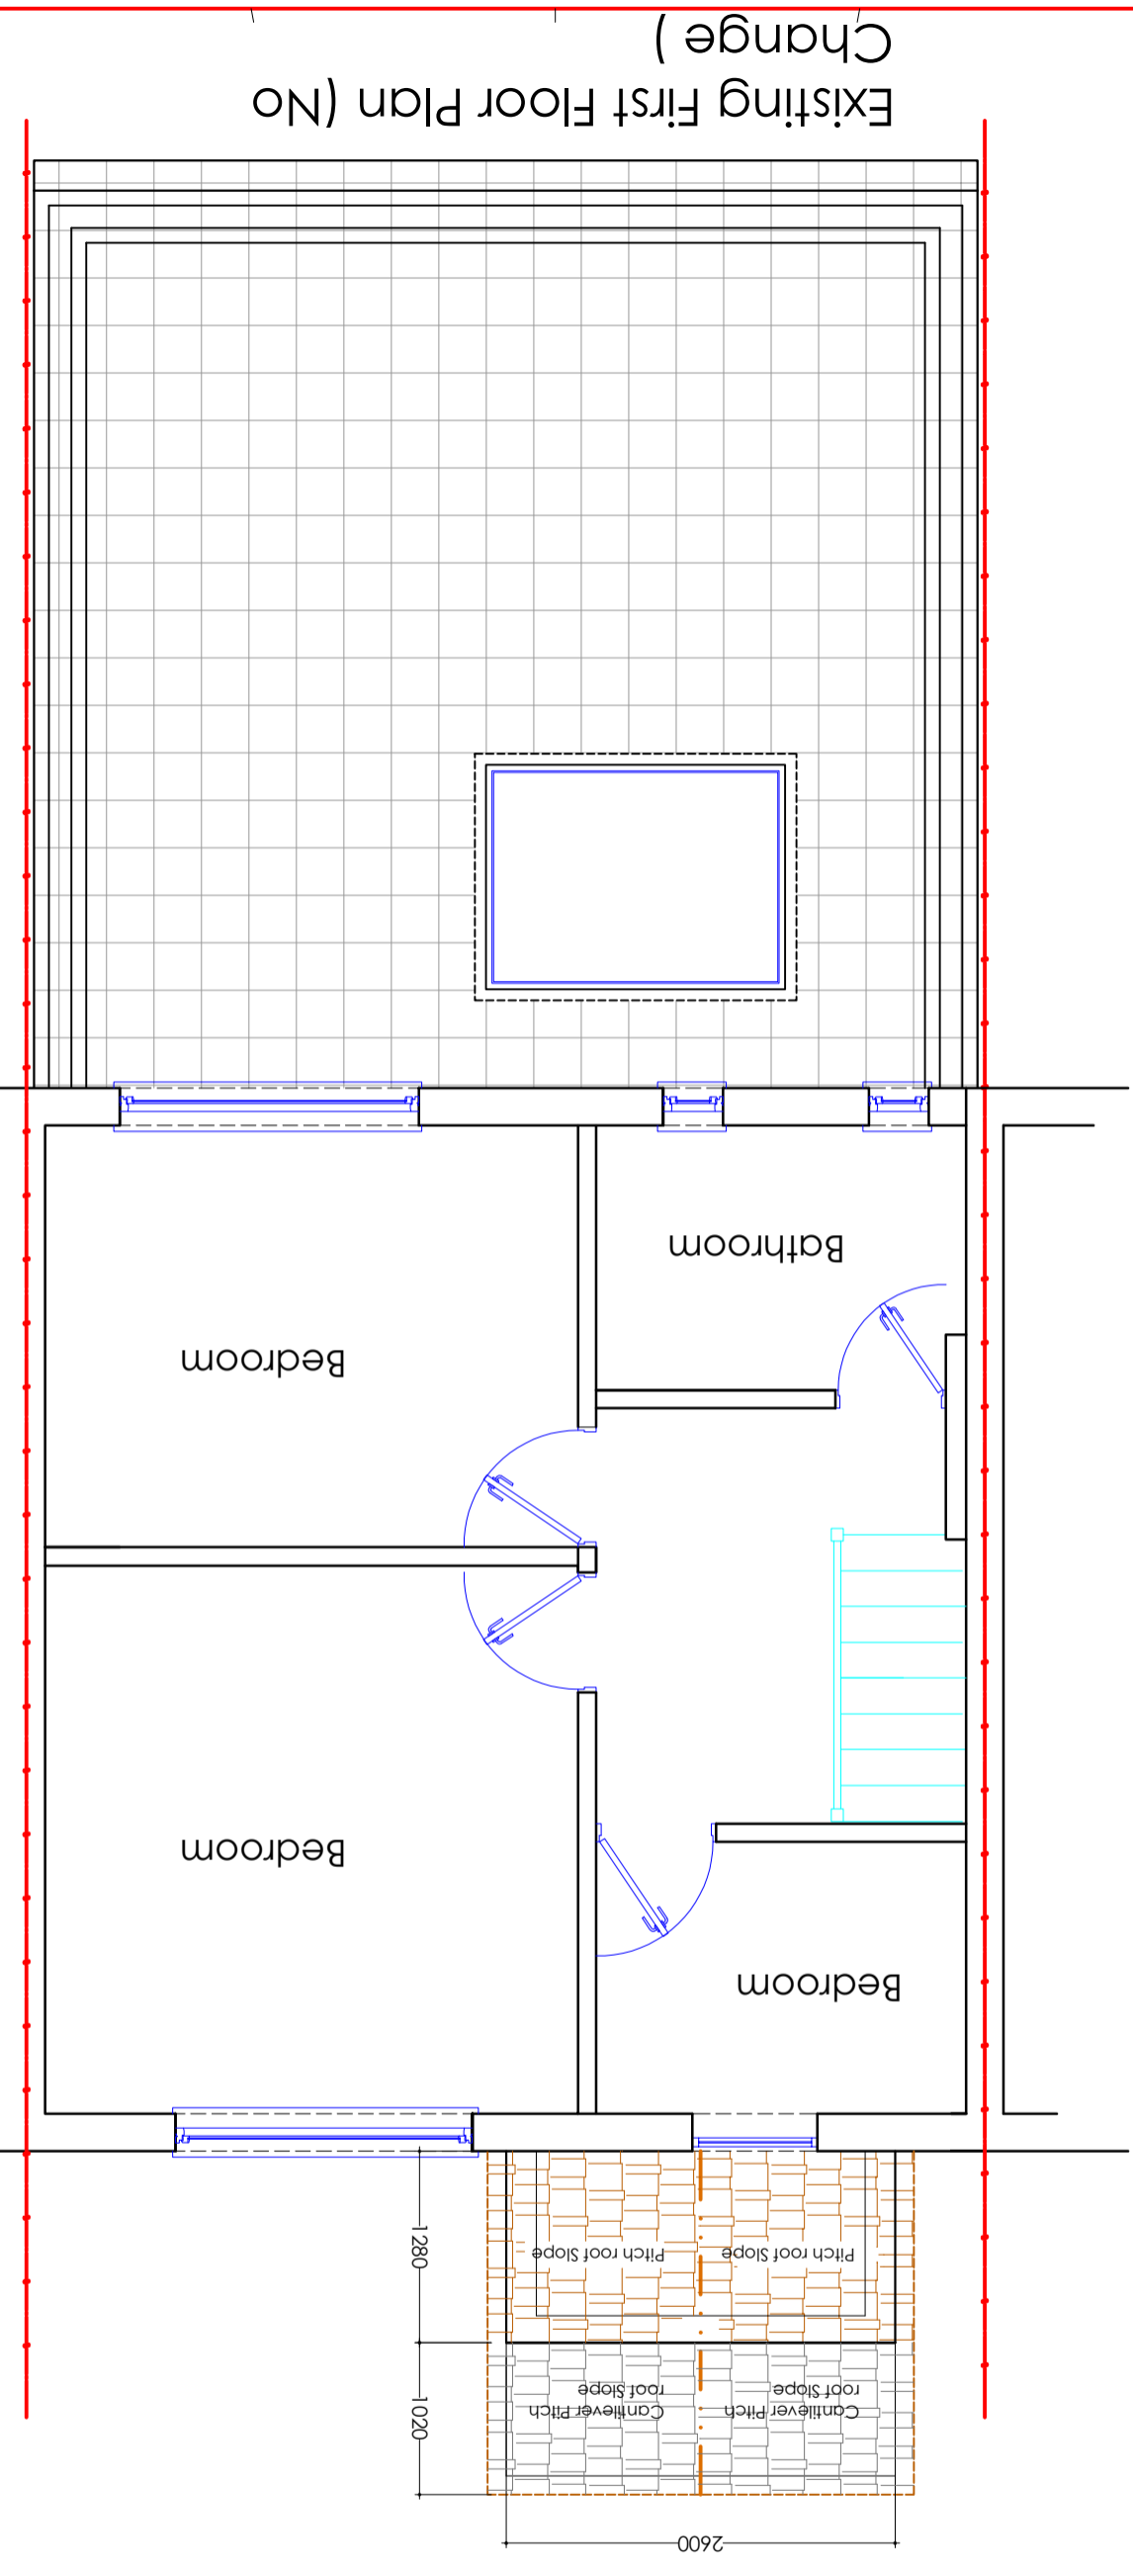 2600
Cantilever Pitch
roof Slope
Cantilever Pitch
roof Slope
1020
Pitch roof Slope
Pitch roof Slope
1280
Bedroom
Bedroom
Bedroom
Bathroom
Existing First Floor Plan (No
Change )